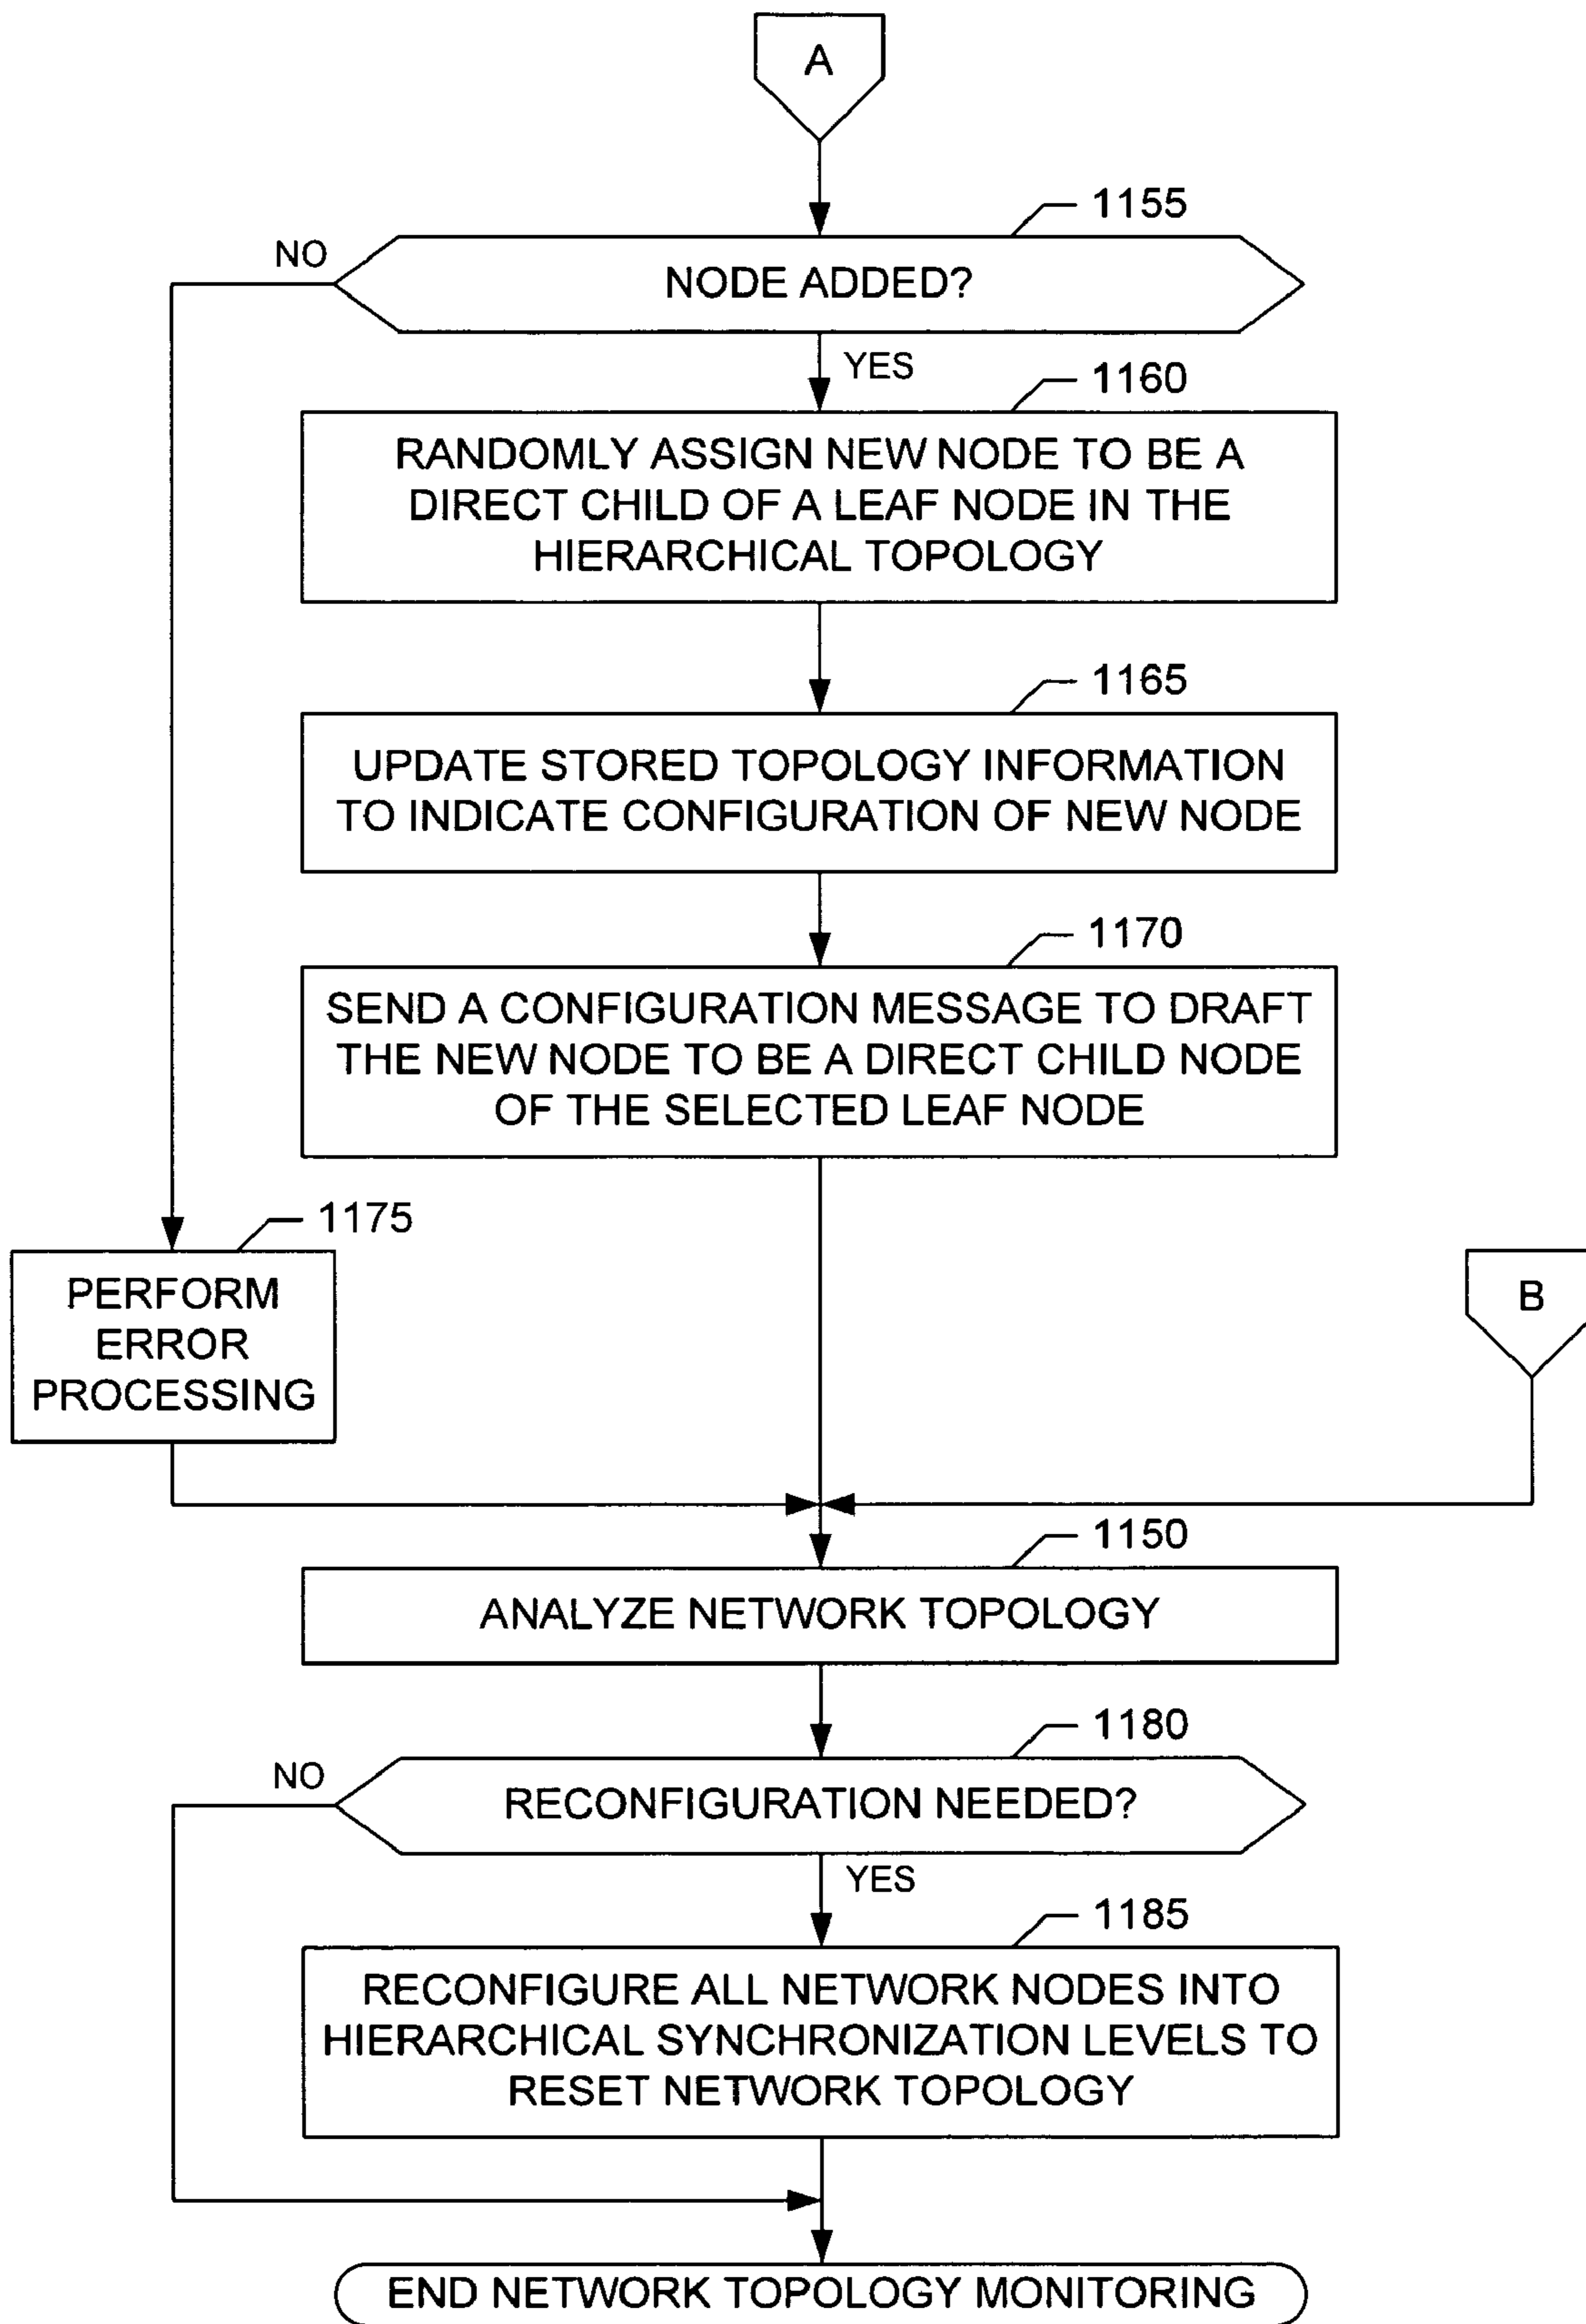 A
1155
NO
NODE ADDED?
YES
1160
RANDOMLY ASSIGN NEW NODE TO BE A
DIRECT CHILD OF A LEAF NODE IN THE
HIERARCHICAL TOPOLOGY
1165
UPDATE STORED TOPOLOGY INFORMATION
TO INDICATE CONFIGURATION OF NEW NODE
1170
SEND A CONFIGURATION MESSAGE TO DRAFT
THE NEW NODE TO BE A DIRECT CHILD NODE
OF THE SELECTED LEAF NODE
1175
PERFORM
ERROR
PROCESSING
B
1150
ANALYZE NETWORK TOPOLOGY
1180
NO
RECONFIGURATION NEEDED?
YES
1185
RECONFIGURE ALL NETWORK NODES INTO
HIERARCHICAL SYNCHRONIZATION LEVELS TO
RESET NETWORK TOPOLOGY
END NETWORK TOPOLOGY MONITORING